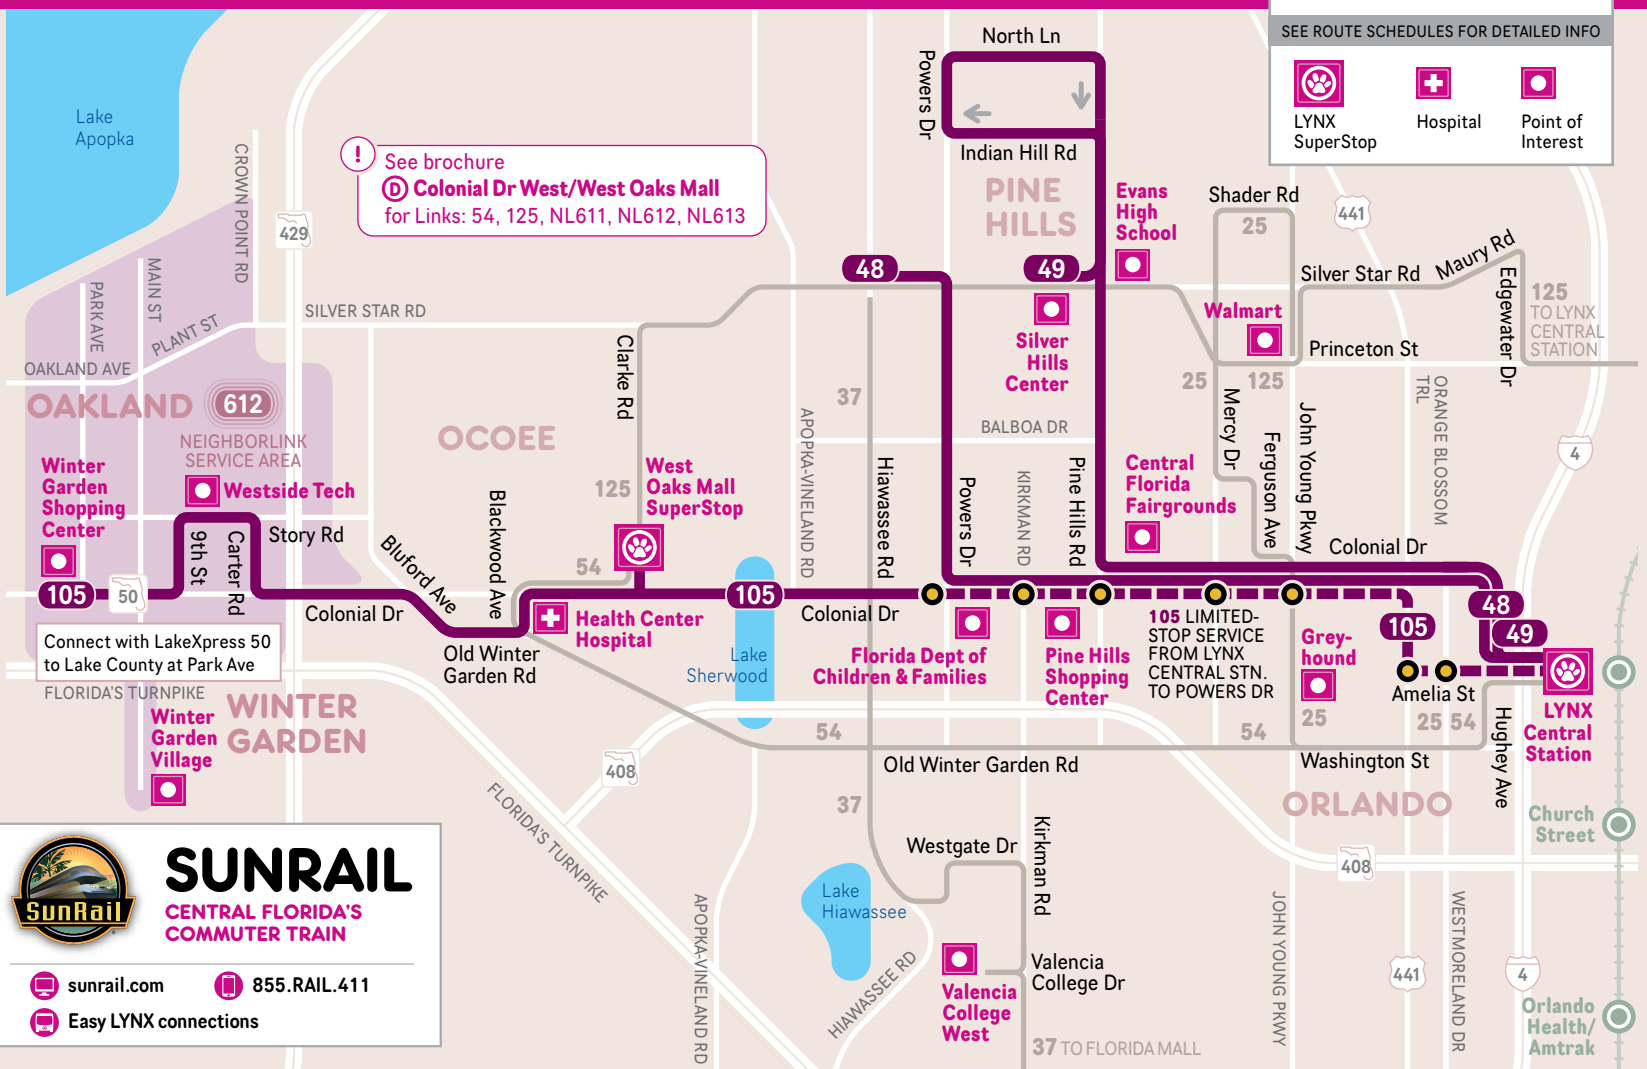 SEE ROUTE SCHEDULES FOR DETAILED INFO
LYNX
SuperStop
Hospital
Point of
Interest
North Ln
Powers Dr
Indian Hill Rd
PINE
HILLS
Evans
High
School
Shader Rd
25
441
Lake
Apopka
CROWN POINT RD
429
!
See brochure
D Colonial Dr West/West Oaks Mall
for Links: 54, 125, NL611, NL612, NL613
48
49
Silver Star Rd
Maury Rd
Edgewater Dr
125
TO LYNX
CENTRAL
STATION
Walmart
Princeton St
25
125
Silver
Hills
Center
MAIN ST
PARK AVE
PLANT ST
SILVER STAR RD
OAKLAND AVE
OAKLAND
612
NEIGHBORLINK
SERVICE AREA
OCOEE
Clarke Rd
37
BALBOA DR
APOPKA-VINELAND RD
Mercy Dr
Ferguson Ave
John Young Pkwy
ORANGE BLOSSOM
TRL
4
Winter
Garden
Shopping
Center
Westside Tech
Story Rd
9th St
Carter Rd
Bluford Ave
Blackwood Ave
125
West
Oaks Mall
SuperStop
54
Hiawassee Rd
Powers Dr
KIRKMAN RD
Pine Hills Rd
Central
Florida
Fairgrounds
Colonial Dr
105
50
Colonial Dr
105
Colonial Dr
48
49
105
Connect with LakeXpress 50
to Lake County at Park Ave
Health Center
Hospital
Old Winter
Garden Rd
Lake
Sherwood
Florida Dept of
Children & Families
Pine Hills
Shopping
Center
105 LIMITED-
STOP SERVICE
FROM LYNX
CENTRAL STN.
TO POWERS DR
Grey-
hound
25
Amelia St
25 54
LYNX
Central
Station
Hughey Ave
FLORIDA'S TURNPIKE
WINTER
GARDEN
Winter
Garden
Village
54
54
Old Winter Garden Rd
Washington St
408
ORLANDO
FLORIDA'S TURNPIKE
37
Westgate Dr
Kirkman Rd
Church
Street
408
Lake
Hiawassee
APOPKA-VINELAND RD
HIAWASSEE RD
Valencia
College
West
Valencia
College Dr
37 TO FLORIDA MALL
JOHN YOUNG PKWY
441
WESTMORELAND DR
4
Orlando
Health/
Amtrak
SunRail
SUNRAIL
CENTRAL FLORIDA'S
COMMUTER TRAIN
sunrail.com
855.RAIL.411
Easy LYNX connections